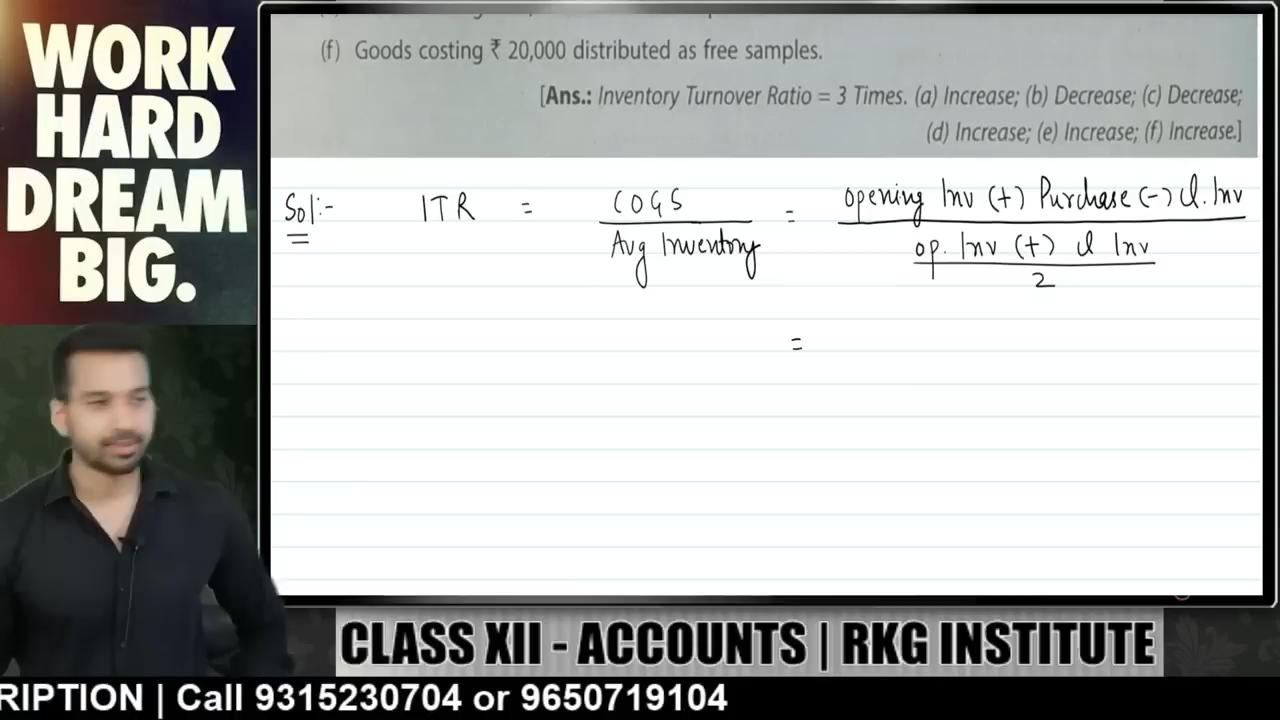 WORK
HARD
DREAM
BIG.
(f) Goods costing ₹ 20,000 distributed as free samples.
[Ans.: Inventory Turnover Ratio = 3 Times. (a) Increase; (b) Decrease; (c) Decrease;
(d) Increase; (e) Increase; (f) Increase.]
Sol:- ITR = COGS / Avg Inventory = opening Inv (+) Purchase (-) cl. Inv / op. Inv (+) cl Inv / 2
=
CLASS XII - ACCOUNTS | RKG INSTITUTE
RIPTION | Call 9315230704 or 9650719104